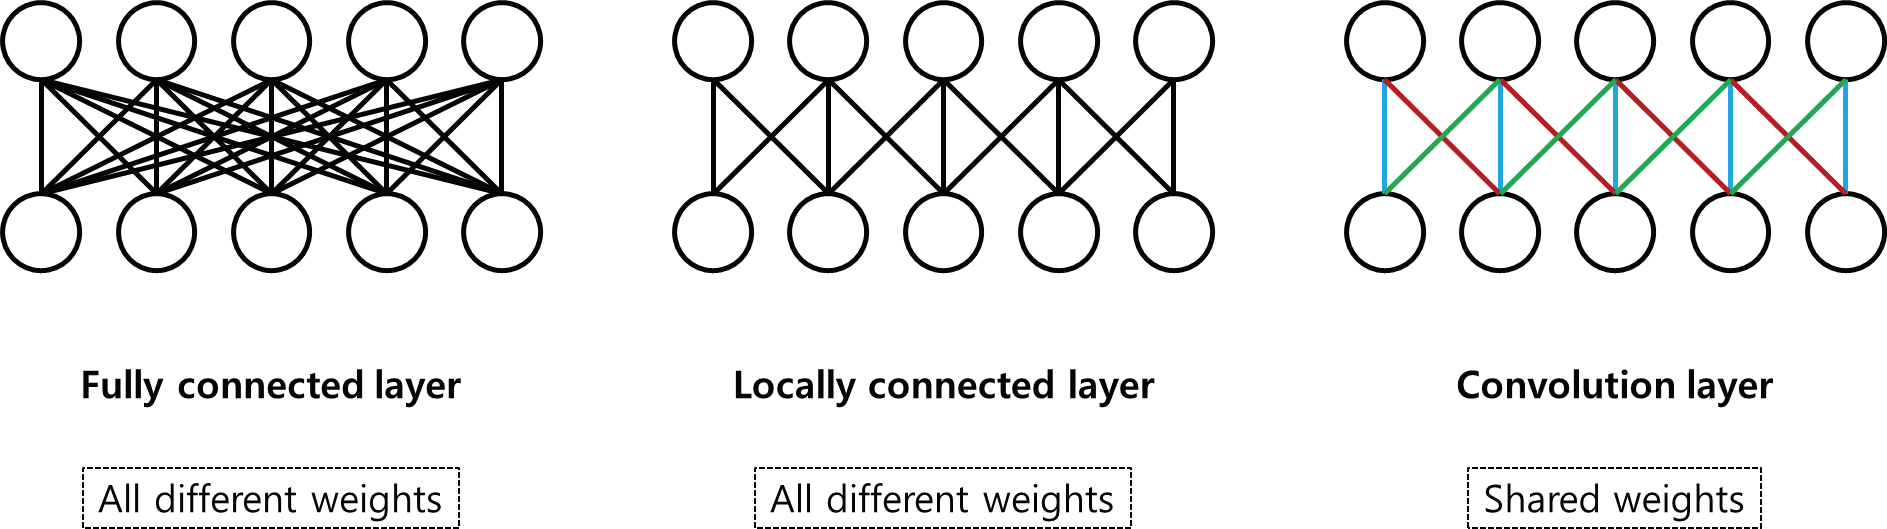 Fully connected layer
Locally connected layer
Convolution layer
All different weights
All different weights
Shared weights